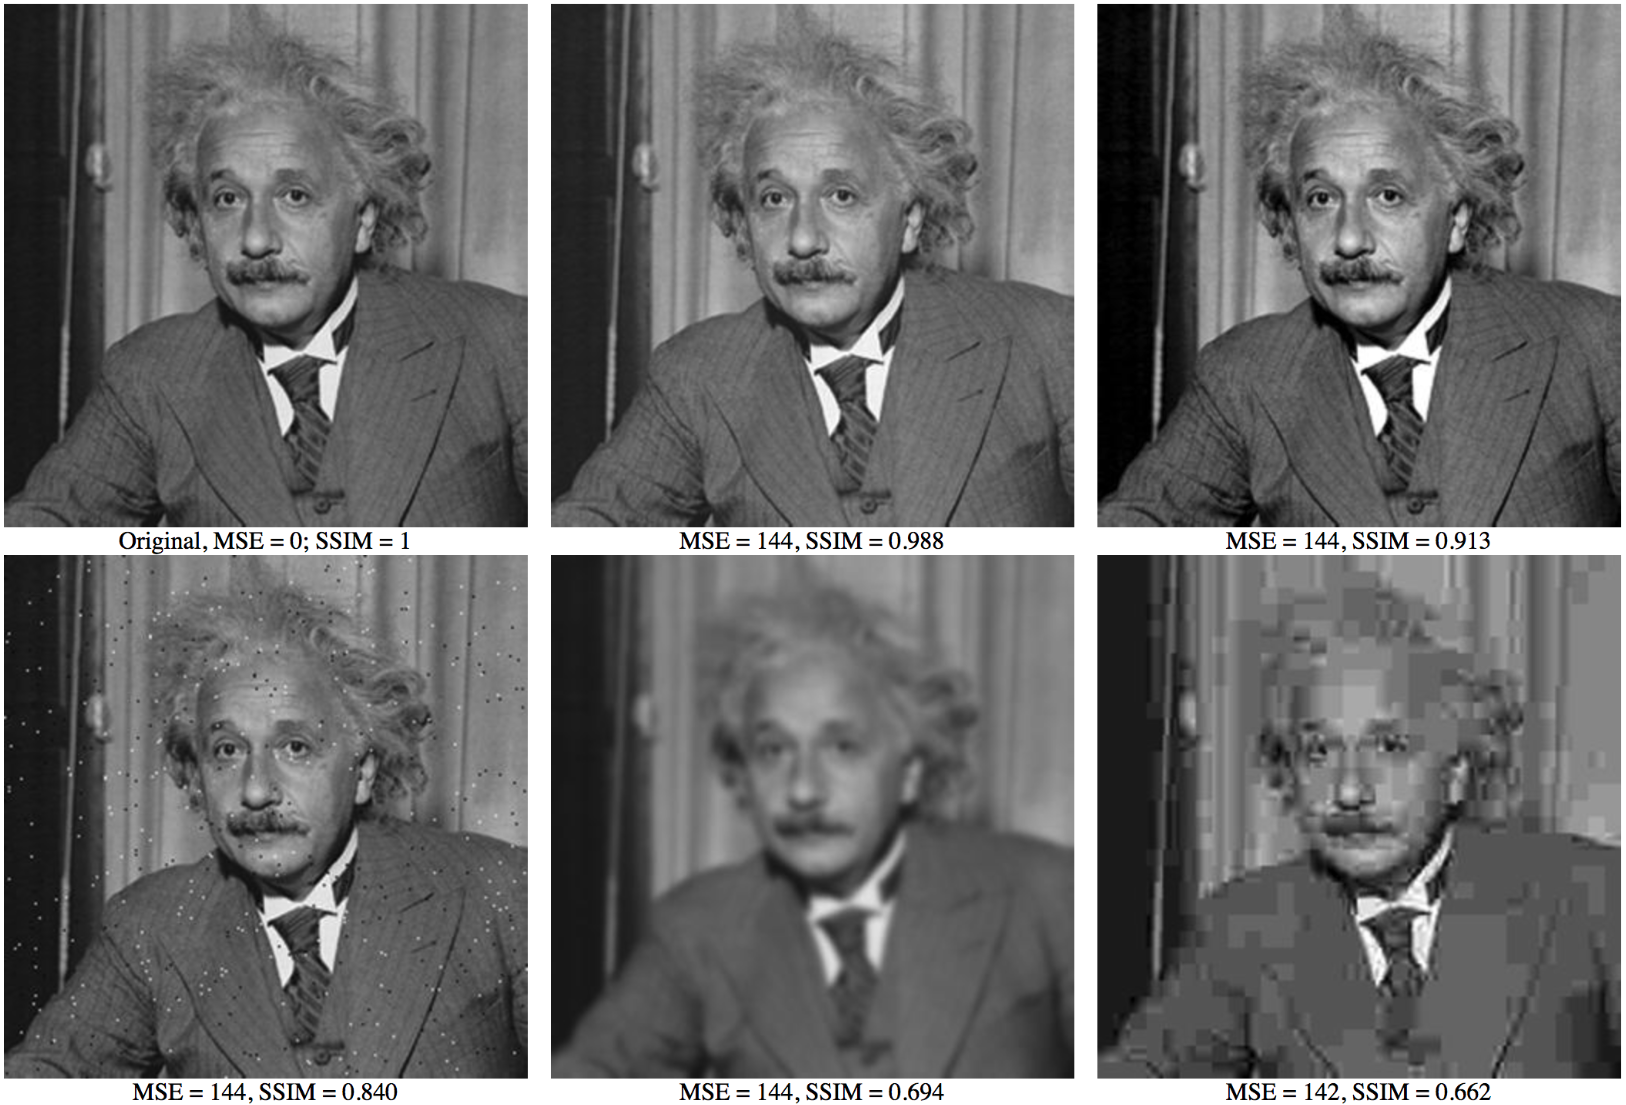 Original, MSE = 0; SSIM = 1
MSE = 144, SSIM = 0.988
MSE = 144, SSIM = 0.913
MSE = 144, SSIM = 0.840
MSE = 144, SSIM = 0.694
MSE = 142, SSIM = 0.662